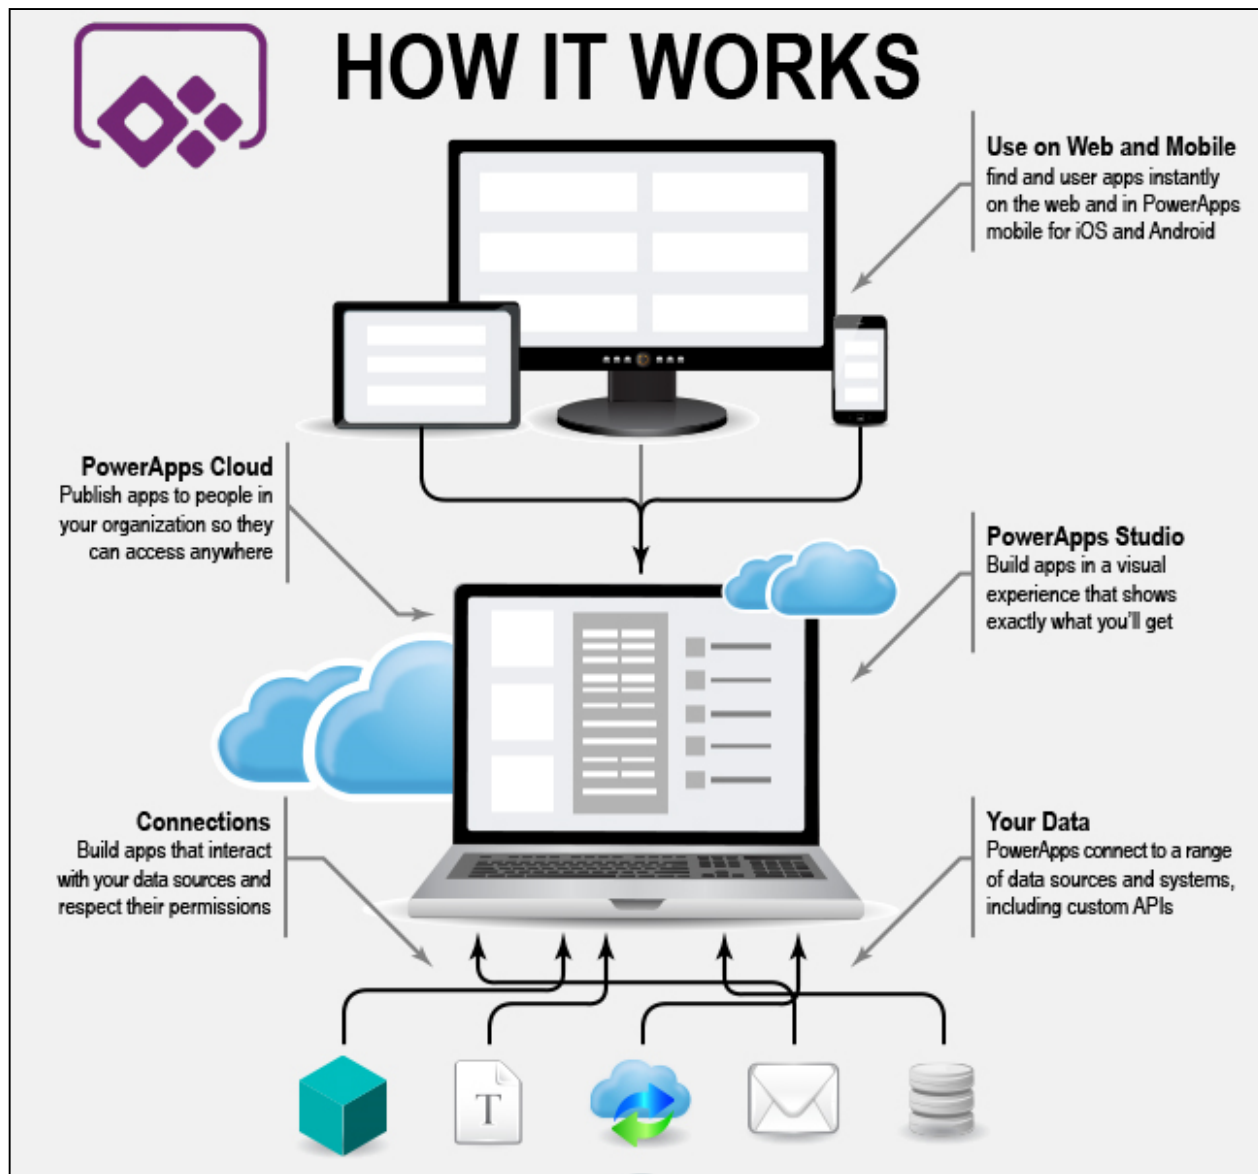 HOW IT WORKS
Use on Web and Mobile
find and user apps instantly
on the web and in PowerApps
mobile for iOS and Android
PowerApps Cloud
Publish apps to people in
your organization so they
can access anywhere
PowerApps Studio
Build apps in a visual
experience that shows
exactly what you'll get
Connections
Build apps that interact
with your data sources and
respect their permissions
Your Data
PowerApps connect to a range
of data sources and systems,
including custom APIs
T